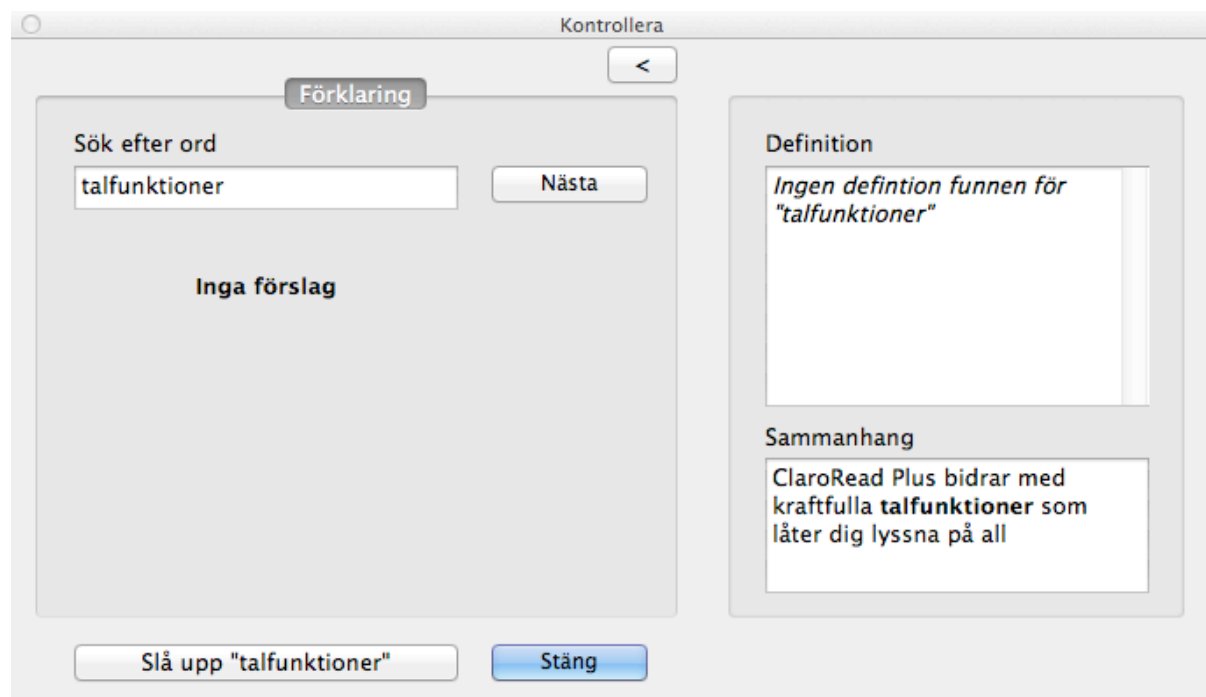 Kontrollera
<
Förklaring
Sök efter ord
talfunktioner
Nästa
Inga förslag
Definition
Ingen defintion funnen för
"talfunktioner"
Sammanhang
ClaroRead Plus bidrar med
kraftfulla talfunktioner som
låter dig lyssna på all
Slå upp "talfunktioner"
Stäng